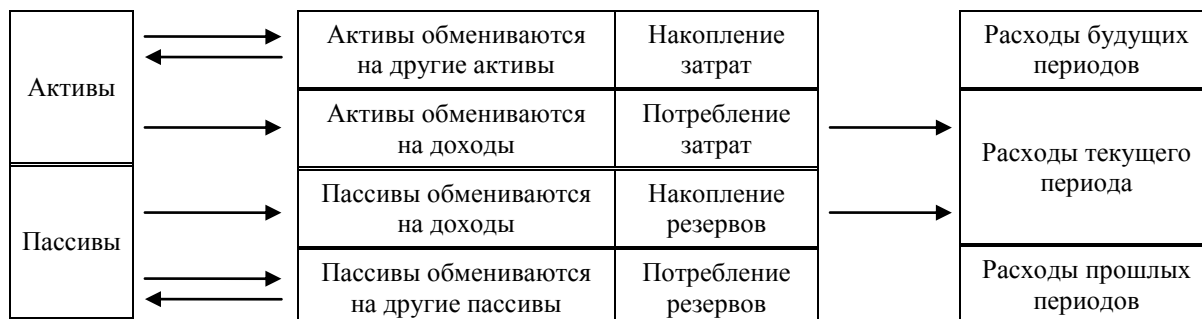 Активы
Активы обмениваются
на другие активы
Накопление
затрат
Расходы будущих
периодов
Активы обмениваются
на доходы
Потребление
затрат
Расходы текущего
периода
Пассивы
Пассивы обмениваются
на доходы
Накопление
резервов
Пассивы обмениваются
на другие пассивы
Потребление
резервов
Расходы прошлых
периодов